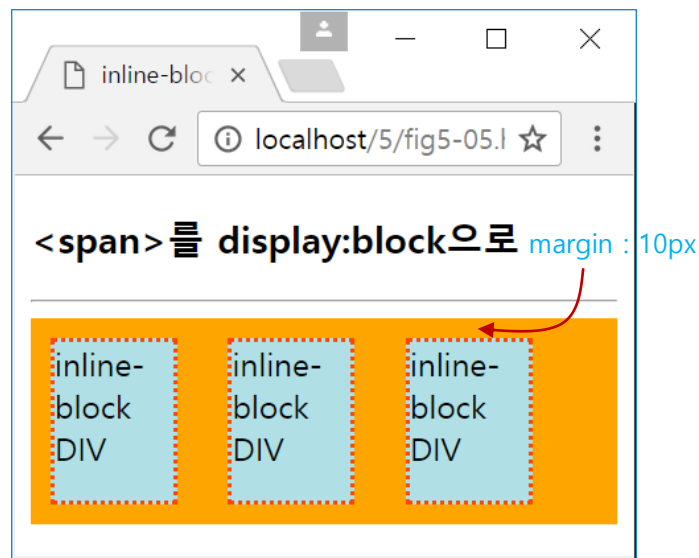 inline-bloc
localhost/5/fig5-05.h
<span>를 display:block으로
margin : 10px
inline-
block
DIV
inline-
block
DIV
inline-
block
DIV